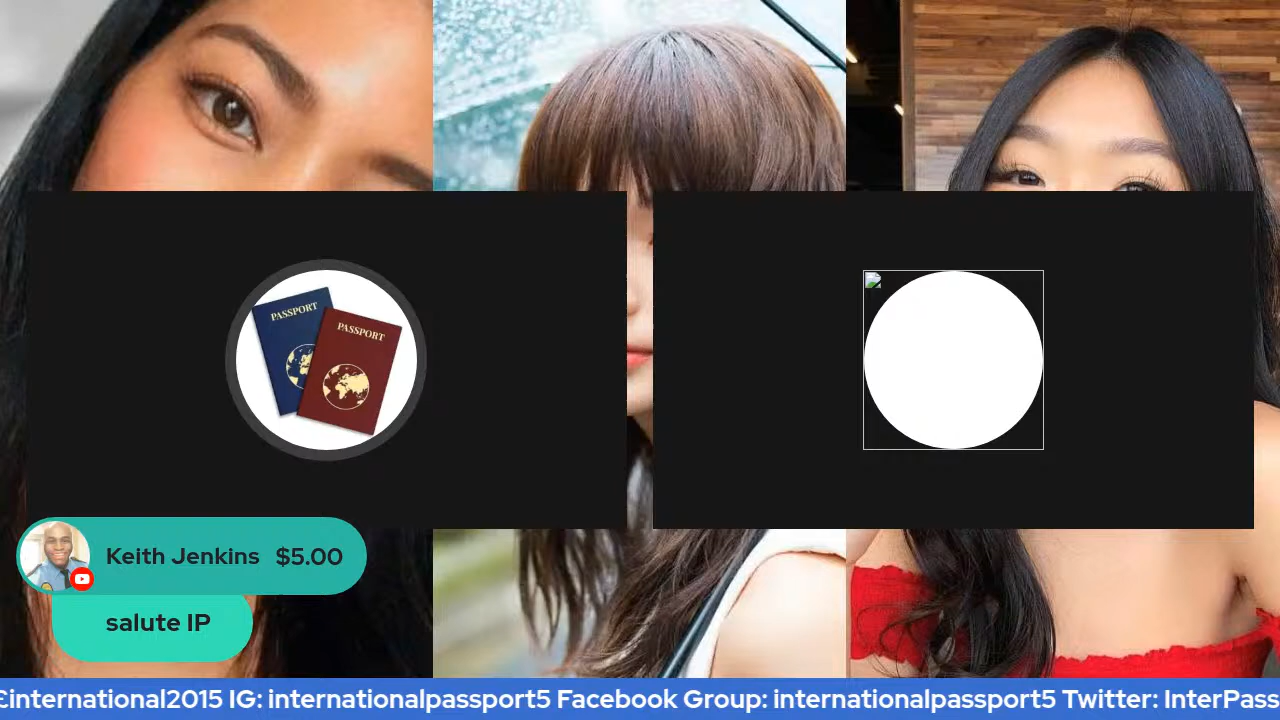 PASSPORT
PASSPORT
Keith Jenkins $5.00
salute IP
£international2015 IG: internationalpassport5 Facebook Group: internationalpassport5 Twitter: InterPass